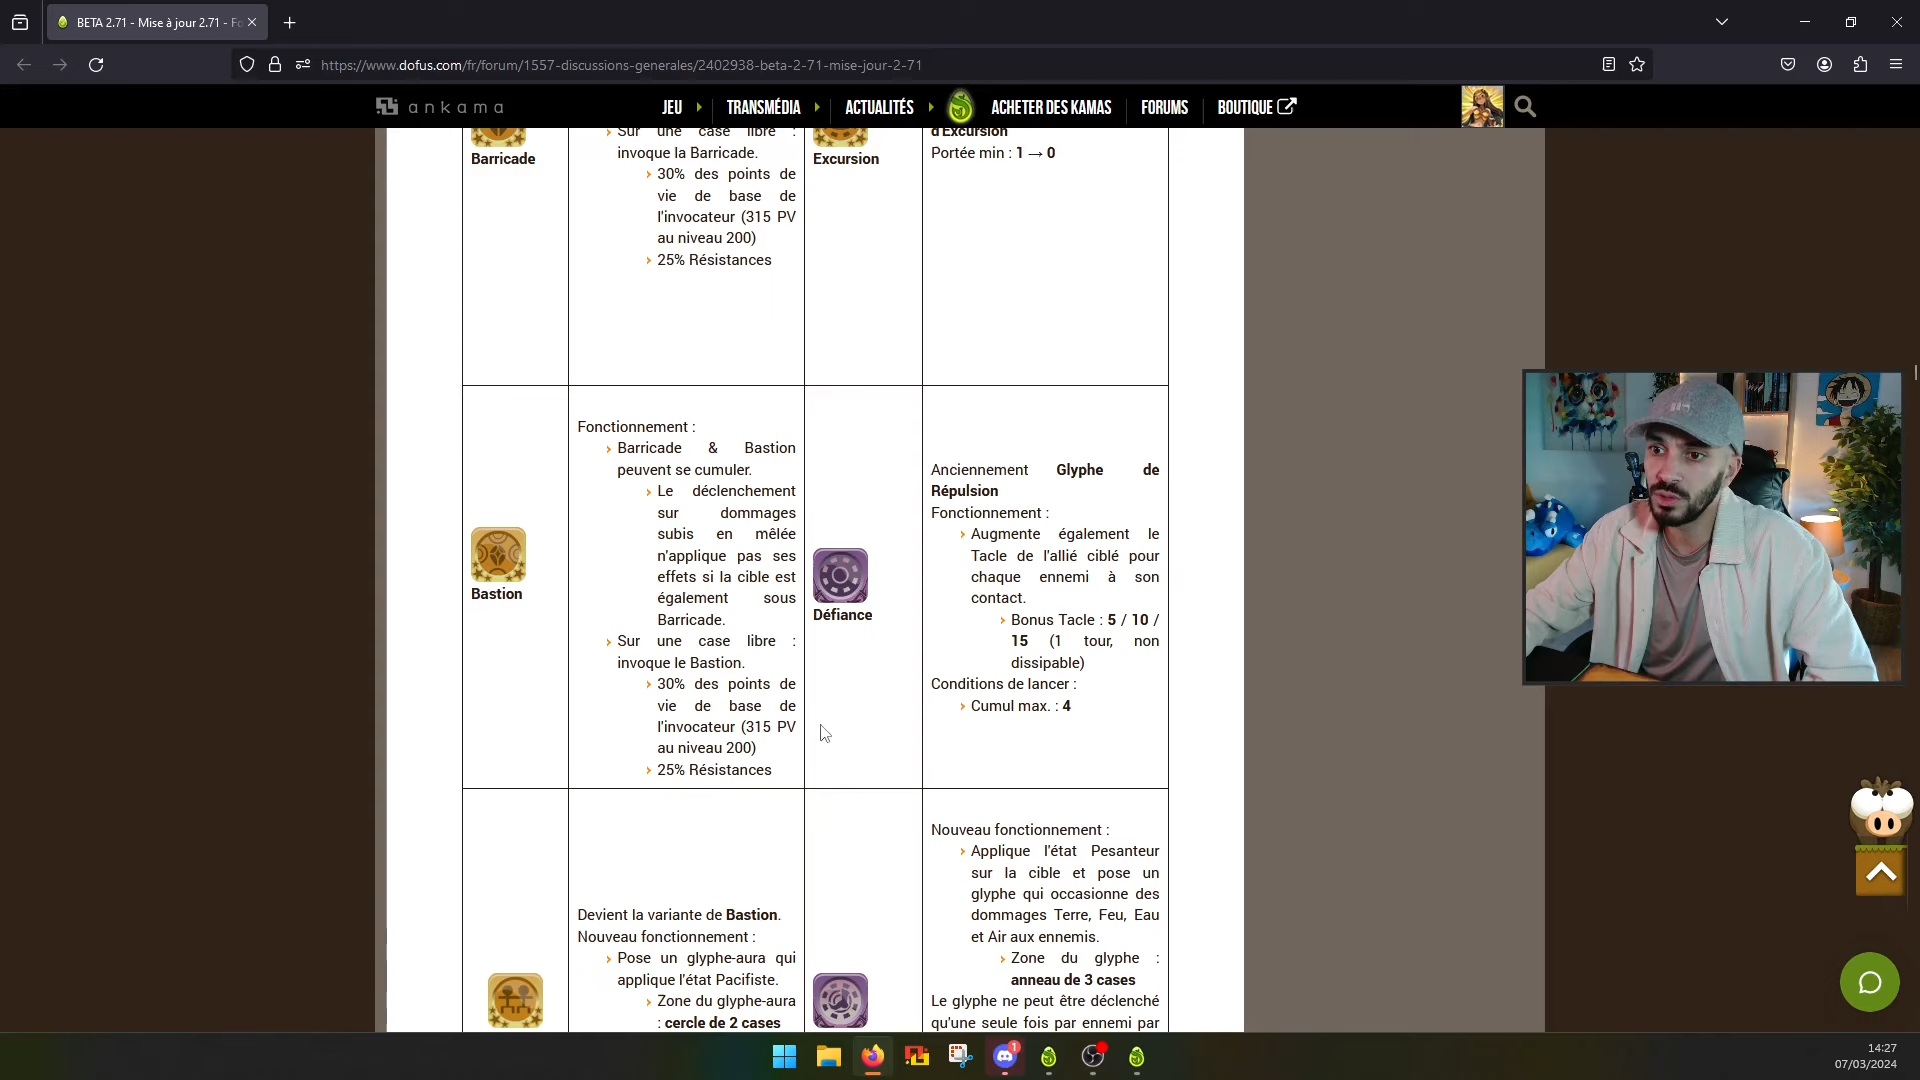 BETA 2.71 - Mise à jour 2.71 - Fo
https://www.dofus.com/fr/forum/1557-discussions-generales/2402938-beta-2-71-mise-jour-2-71
ankama
JEU
TRANSMÉDIA
ACTUALITÉS
ACHETER DES KAMAS
FORUMS
BOUTIQUE
Barricade
Sur une case libre :
invoque la Barricade.
30% des points de
vie de base de
l'invocateur (315 PV
au niveau 200)
25% Résistances
Excursion
d'Excursion
Portée min : 1 → 0
Bastion
Fonctionnement :
Barricade & Bastion
peuvent se cumuler.
Le déclenchement
sur dommages
subis en mêlée
n'applique pas ses
effets si la cible est
également sous
Barricade.
Sur une case libre :
invoque le Bastion.
30% des points de
vie de base de
l'invocateur (315 PV
au niveau 200)
25% Résistances
Défiance
Anciennement Glyphe de
Répulsion
Fonctionnement :
Augmente également le
Tacle de l'allié ciblé pour
chaque ennemi à son
contact.
Bonus Tacle : 5 / 10 /
15 (1 tour, non
dissipable)
Conditions de lancer :
Cumul max. : 4
Devient la variante de Bastion.
Nouveau fonctionnement :
Pose un glyphe-aura qui
applique l'état Pacifiste.
Zone du glyphe-aura
: cercle de 2 cases
Nouveau fonctionnement :
Applique l'état Pesanteur
sur la cible et pose un
glyphe qui occasionne des
dommages Terre, Feu, Eau
et Air aux ennemis.
Zone du glyphe :
anneau de 3 cases
Le glyphe ne peut être déclenché
qu'une seule fois par ennemi par
1
14:27
07/03/2024